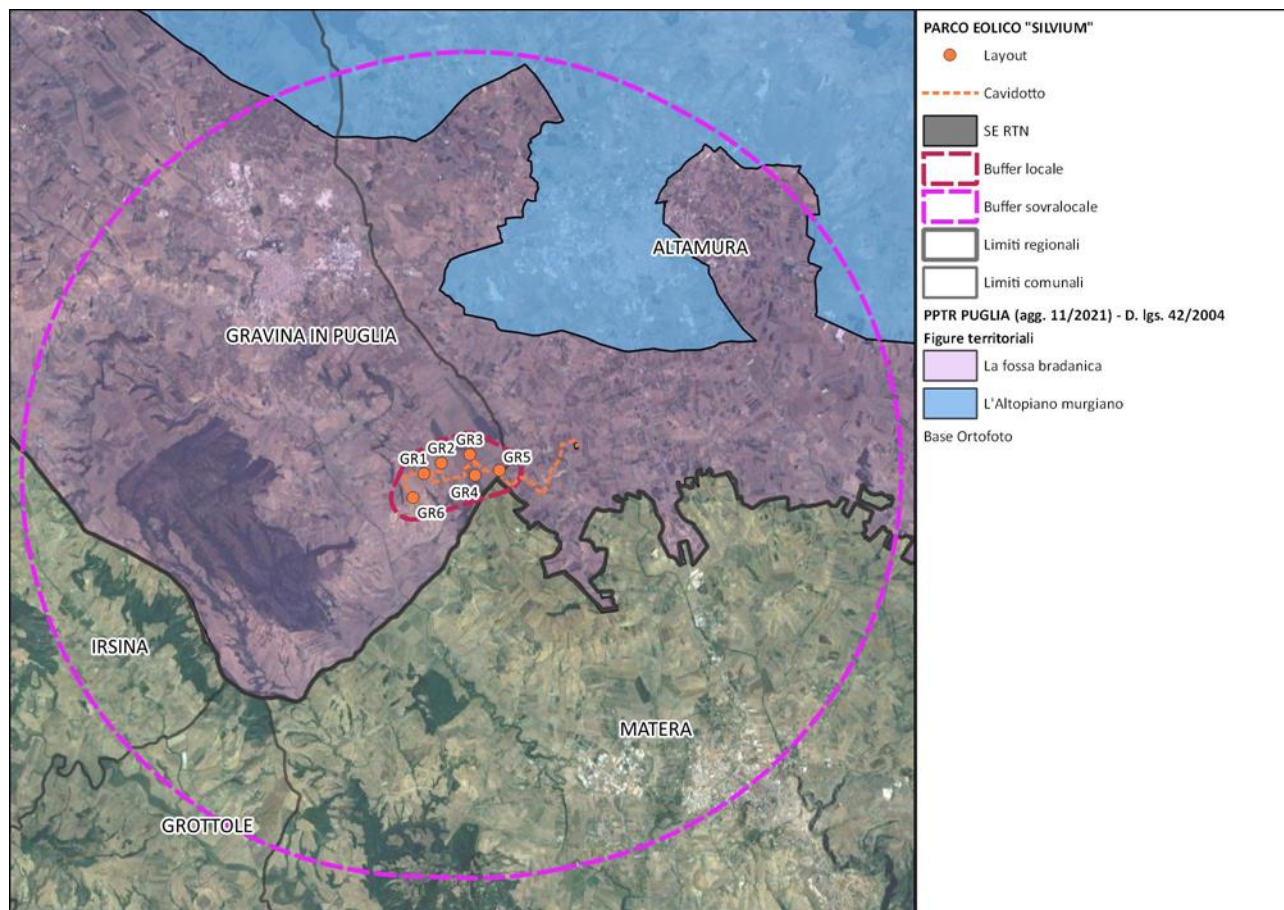 ALTAMURA
GRAVINA IN PUGLIA
GR3
GR2
GR1
GR5
GR4
GR6
IRSINA
MATERA
GROTTOLE
PARCO EOLICO "SILVIUM"
Layout
Cavidotto
SE RTN
Buffer locale
Buffer sovralocale
Limiti regionali
Limiti comunali
PPTR PUGLIA (agg. 11/2021) - D. lgs. 42/2004
Figure territoriali
La fossa bradanica
L'Altopiano murgiano
Base Ortofoto